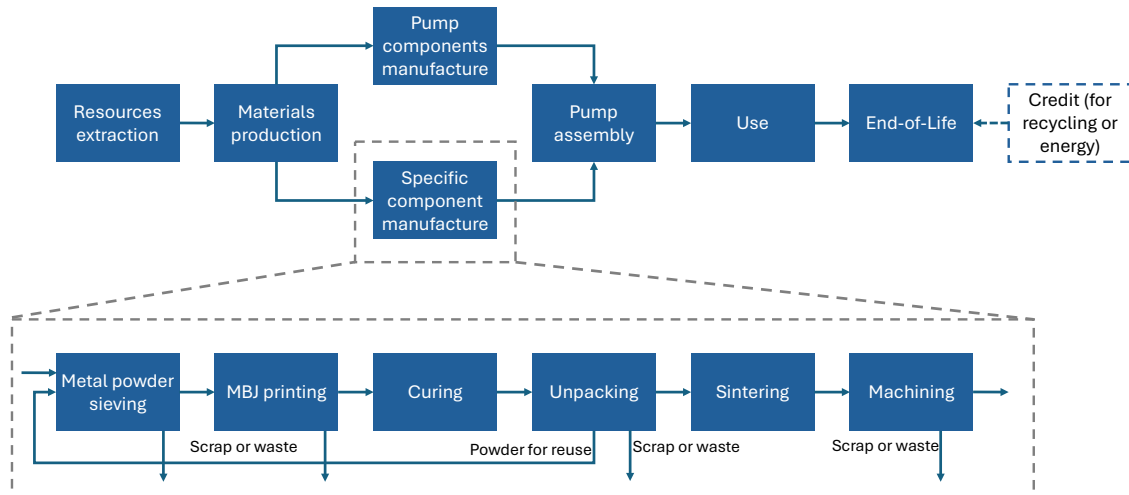 Pump
components
manufacture
Resources
extraction
Materials
production
Pump
assembly
Use
End-of-Life
Credit (for
recycling or
energy)
Specific
component
manufacture
Metal powder
sieving
MBJ printing
Curing
Unpacking
Sintering
Machining
Scrap or waste
Powder for reuse
Scrap or waste
Scrap or waste